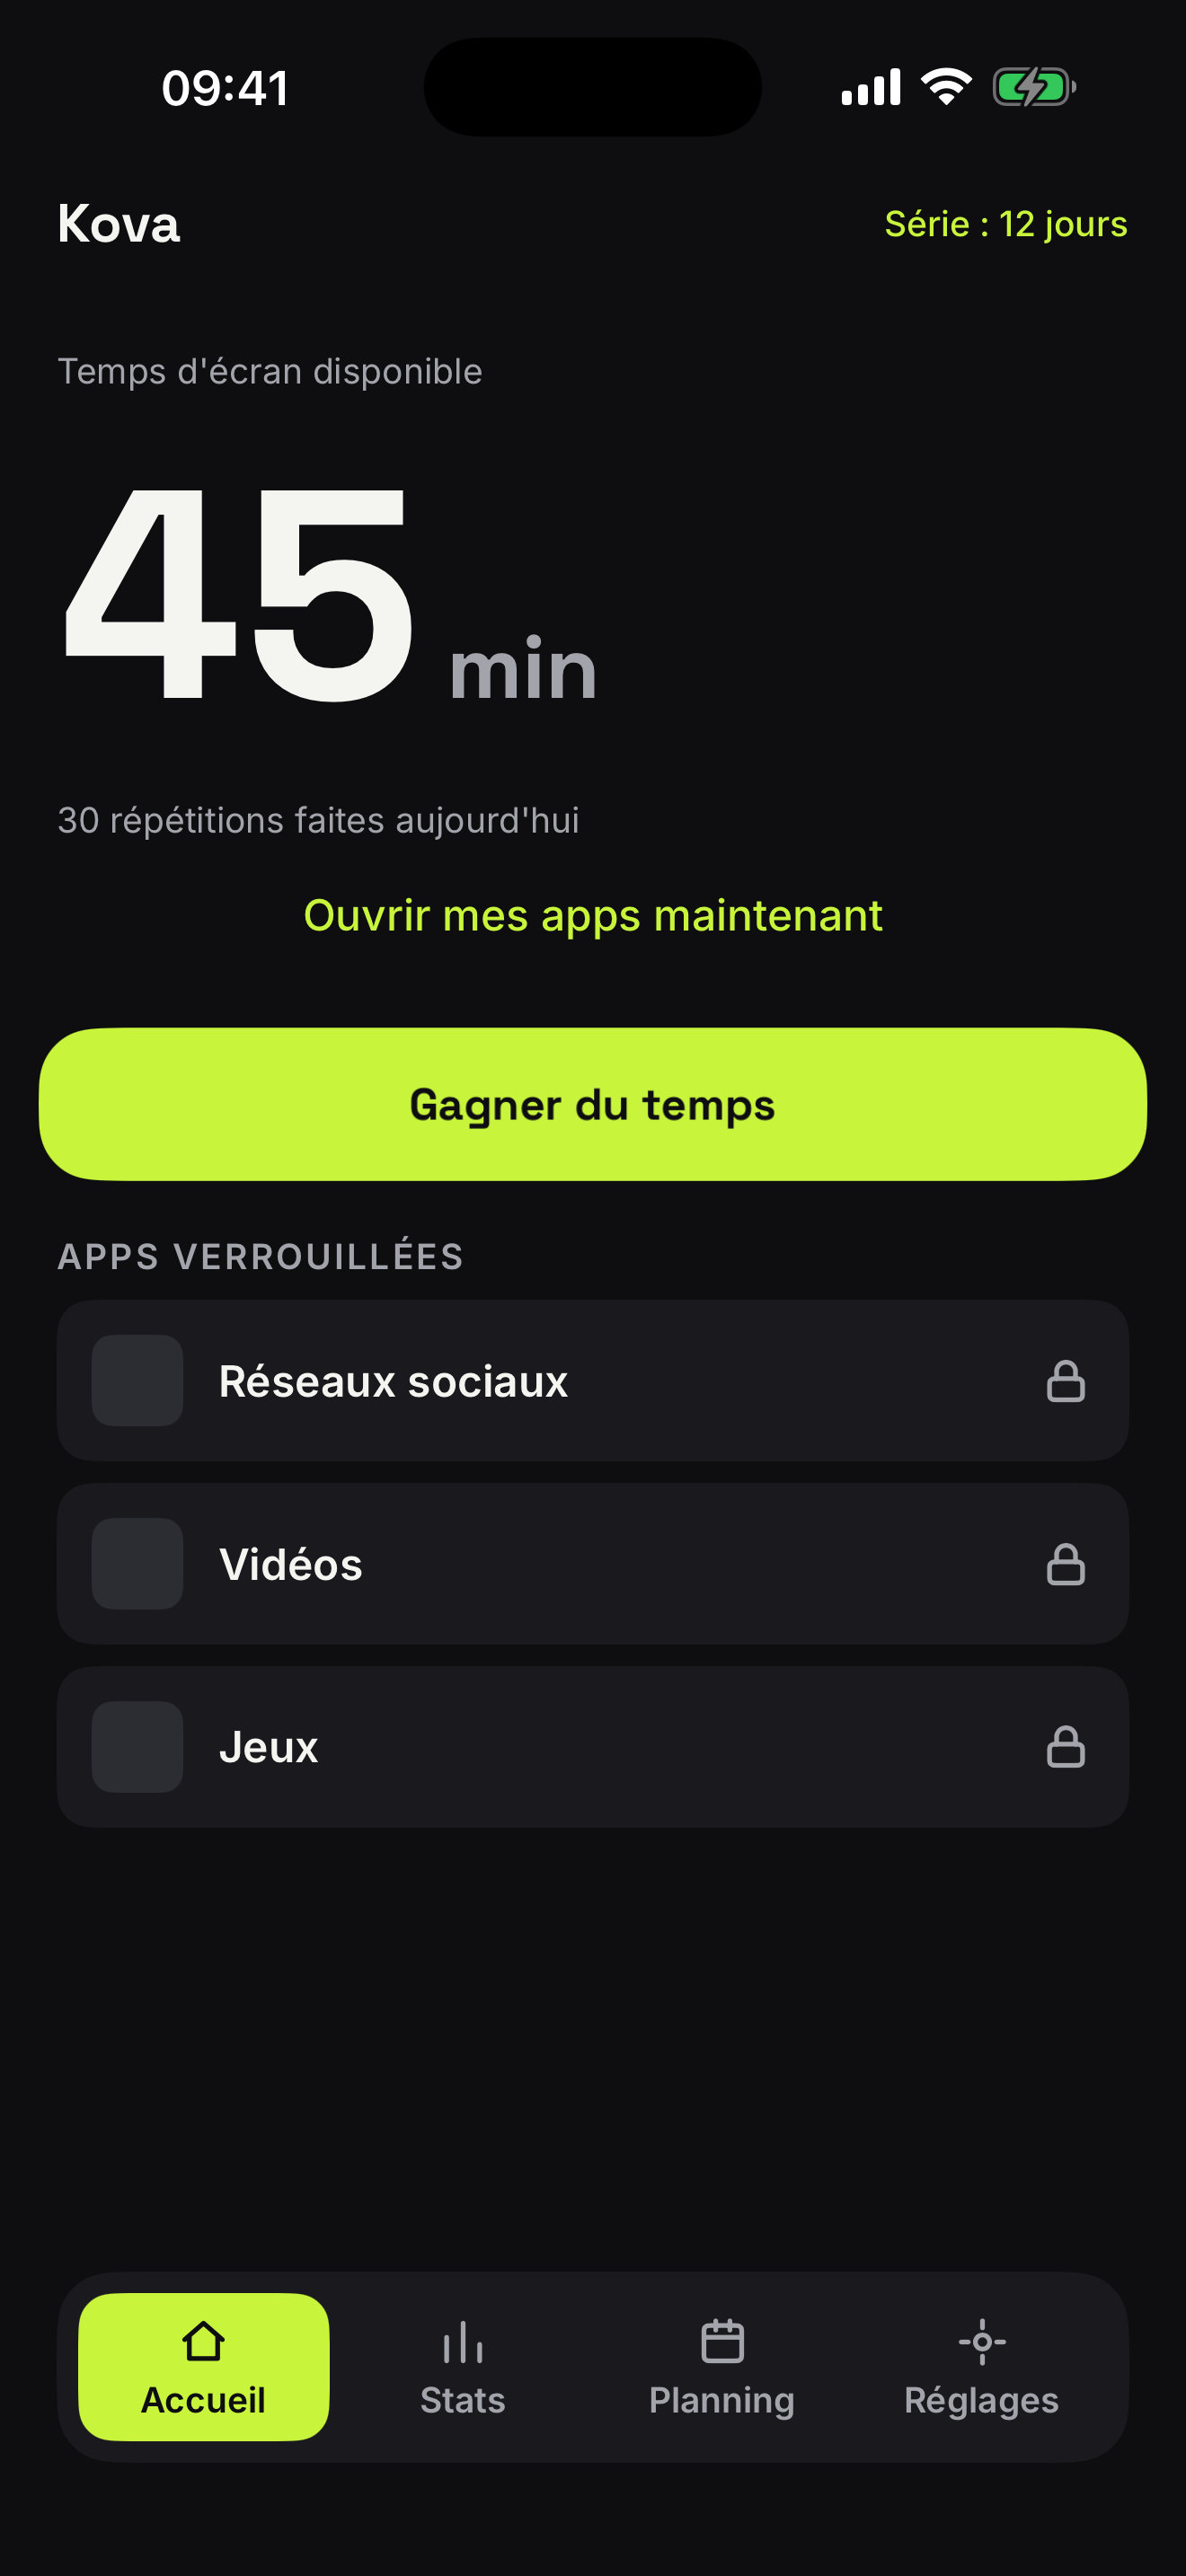 09:41
Kova
Série : 12 jours
Temps d'écran disponible
45 min
30 répétitions faites aujourd'hui
Ouvrir mes apps maintenant
Gagner du temps
APPS VERROUILLÉES
Réseaux sociaux
Vidéos
Jeux
Accueil
Stats
Planning
Réglages